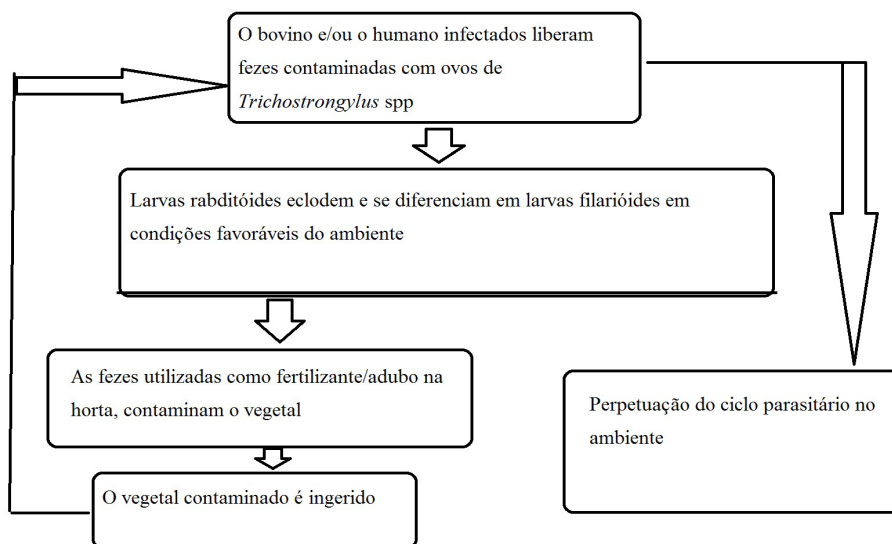 O bovino e/ou o humano infectados liberam
fezes contaminadas com ovos de
Trichostrongylus spp
Larvas rabditóides eclodem e se diferenciam em larvas filarióides em
condições favoráveis do ambiente
As fezes utilizadas como fertilizante/adubo na
horta, contaminam o vegetal
O vegetal contaminado é ingerido
Perpetuação do ciclo parasitário no
ambiente